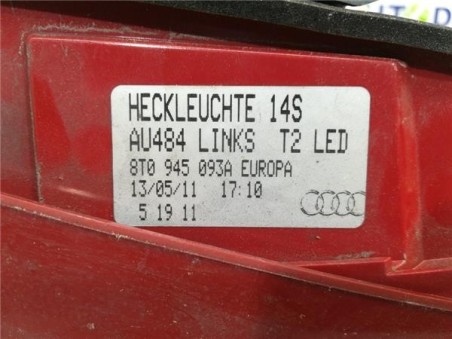 HECKLEUCHTE 14S
AU484 LINKS T2 LED
8T0 945 093A EUROPA
13/05/11 17:10
5 19 11